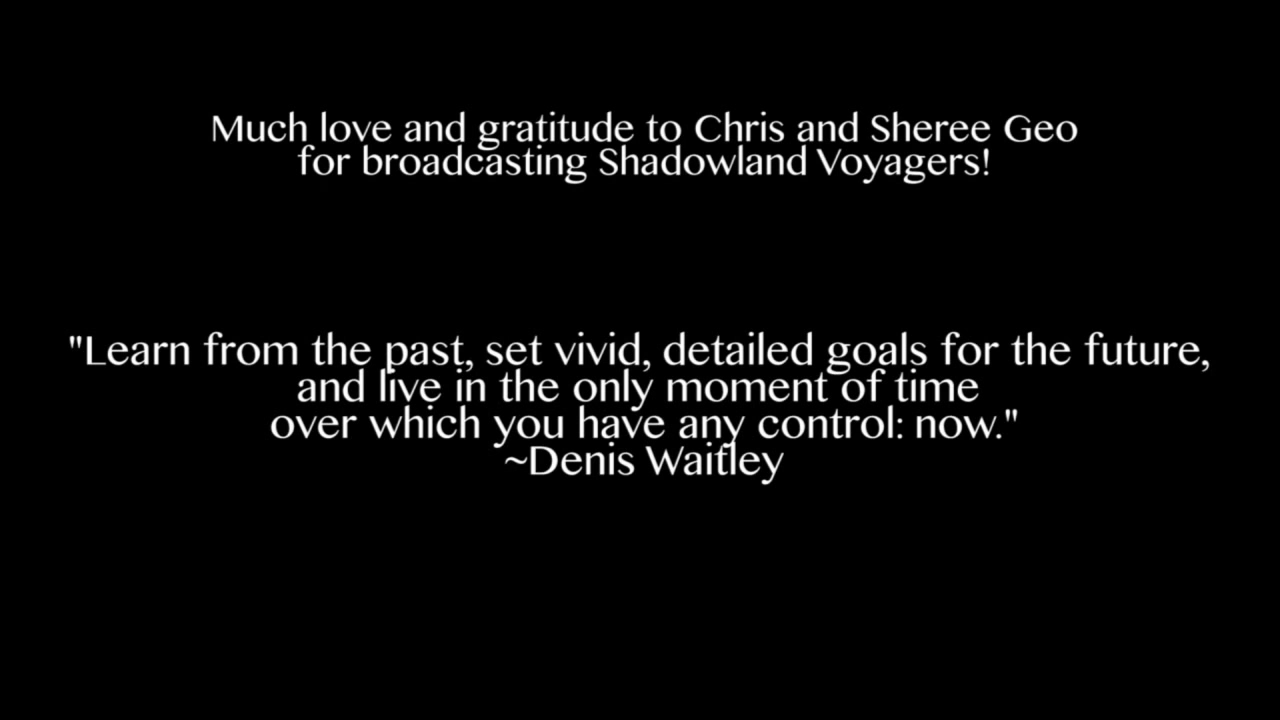 Much love and gratitude to Chris and Sheree Geo
for broadcasting Shadowland Voyagers!
"Learn from the past, set vivid, detailed goals for the future,
and live in the only moment of time
over which you have any control: now."
~Denis Waitley